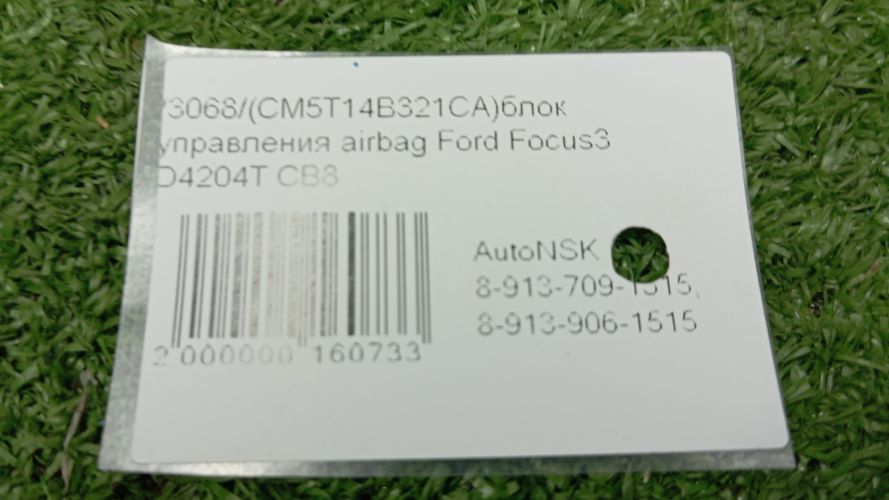 3068/(CM5T14B321CA)блок
управления airbag Ford Focus3
D4204T CB8
AutoNSK
8-913-709-1515,
8-913-906-1515
2 000000 160733